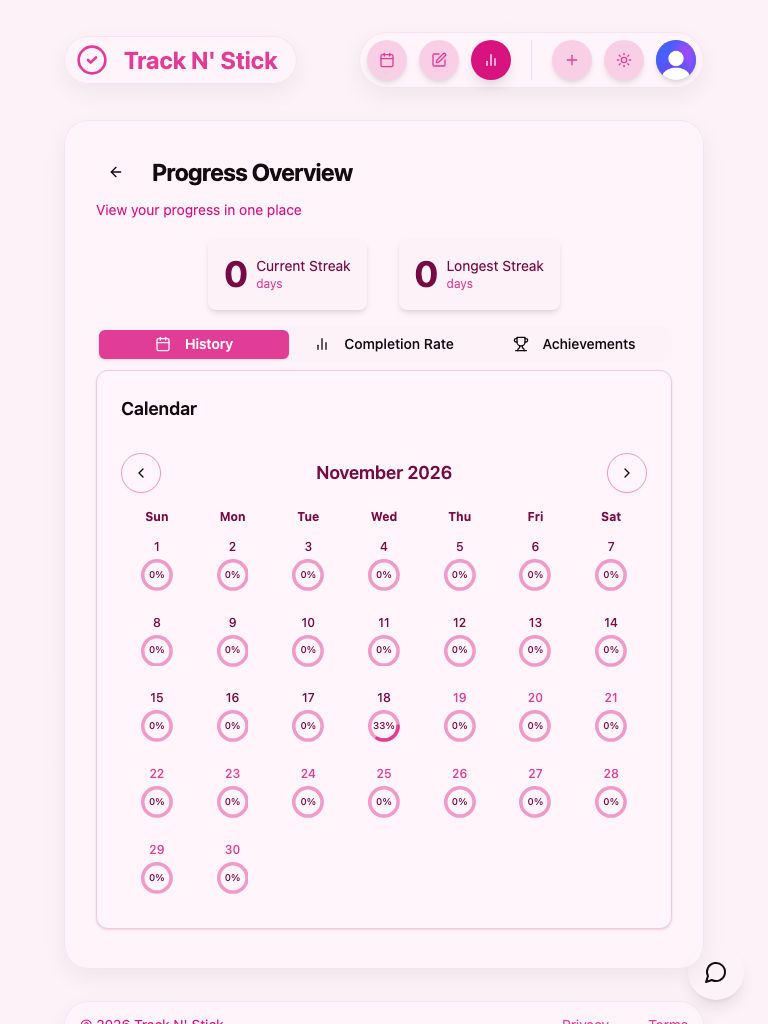 Track N' Stick
Progress Overview
View your progress in one place
0 Current Streak
days
0 Longest Streak
days
History Completion Rate Achievements
Calendar
November 2026
Sun Mon Tue Wed Thu Fri Sat
1 2 3 4 5 6 7
0% 0% 0% 0% 0% 0% 0%
8 9 10 11 12 13 14
0% 0% 0% 0% 0% 0% 0%
15 16 17 18 19 20 21
0% 0% 0% 33% 0% 0% 0%
22 23 24 25 26 27 28
0% 0% 0% 0% 0% 0% 0%
29 30
0% 0%
© 2026 Track N' Stick Privacy Terms